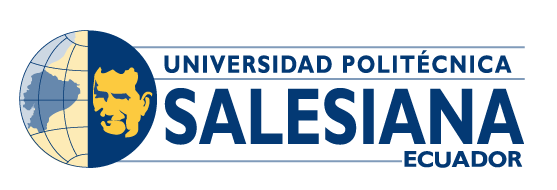 UNIVERSIDAD POLITÉCNICA
SALESIANA
ECUADOR